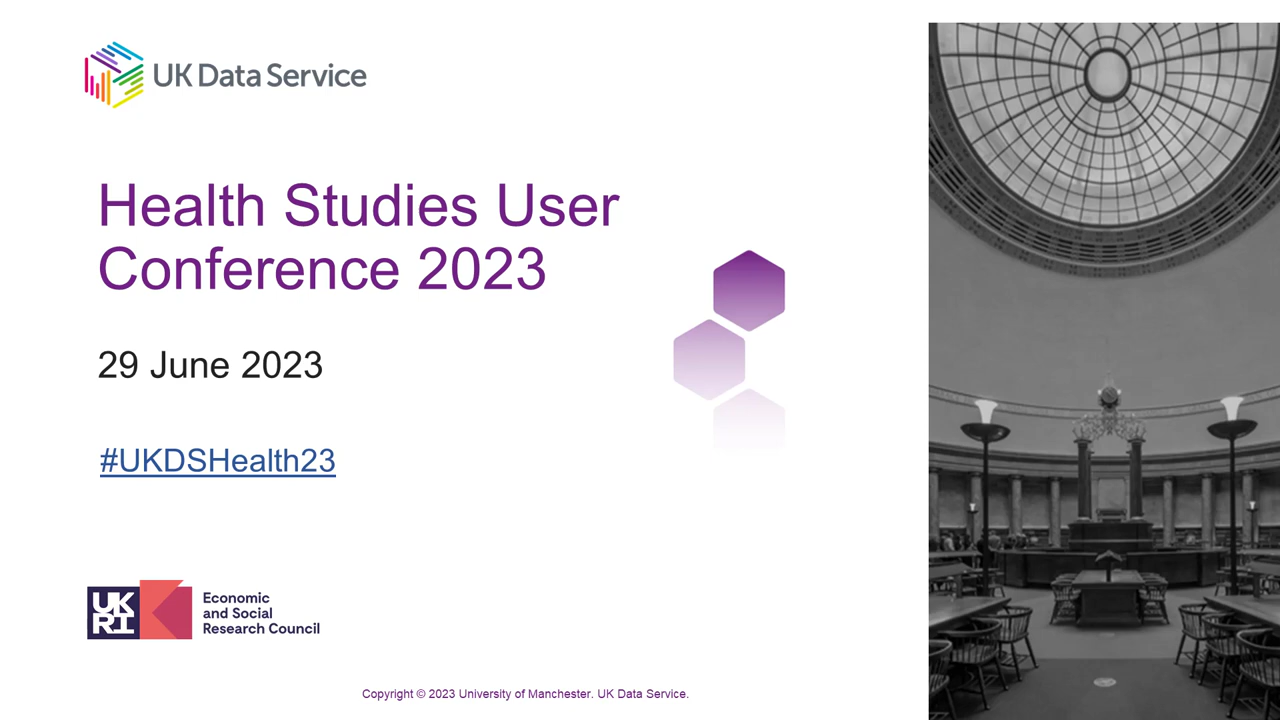 UK Data Service
Health Studies User
Conference 2023
29 June 2023
#UKDSHealth23
UK
RI
Economic
and Social
Research Council
Copyright © 2023 University of Manchester. UK Data Service.